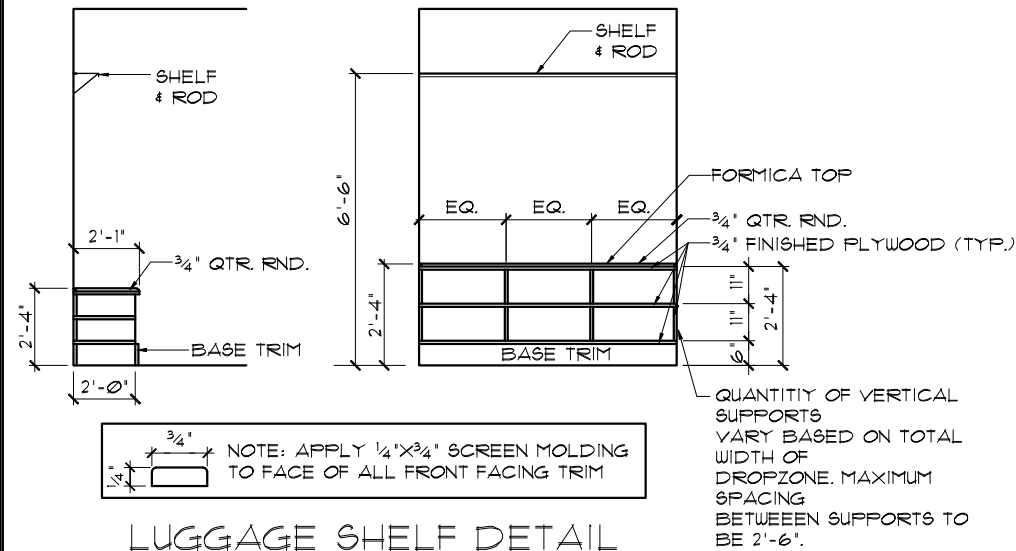 SHELF
& ROD
2'-1"
3/4" QTR. RND.
2'-4"
BASE TRIM
2'-0"
SHELF
& ROD
6'-6"
EQ. EQ. EQ.
FORMICA TOP
3/4" QTR. RND.
3/4" FINISHED PLYWOOD (TYP.)
2'-4"
11"
11"
6"
2'-4"
BASE TRIM
QUANTITIY OF VERTICAL
SUPPORTS
VARY BASED ON TOTAL
WIDTH OF
DROPZONE. MAXIMUM
SPACING
BETWEEEN SUPPORTS TO
BE 2'-6".
3/4"
1/4"
NOTE: APPLY 1/4"X3/4" SCREEN MOLDING
TO FACE OF ALL FRONT FACING TRIM
LUGGAGE SHELF DETAIL